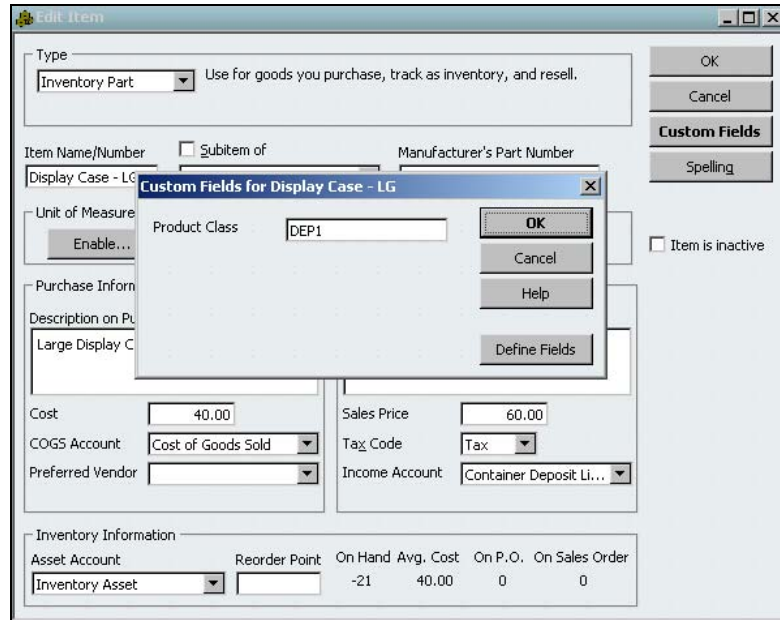 Edit Item
Type
Inventory Part
Use for goods you purchase, track as inventory, and resell.
OK
Cancel
Custom Fields
Spelling
Item is inactive
Item Name/Number
Subitem of
Manufacturer's Part Number
Display Case - LG
Custom Fields for Display Case - LG
Product Class
DEP1
OK
Cancel
Help
Define Fields
Unit of Measure
Enable...
Purchase Inform
Description on Pu
Large Display C
Cost
40.00
COGS Account
Cost of Goods Sold
Preferred Vendor
Sales Price
60.00
Tax Code
Tax
Income Account
Container Deposit Li...
Inventory Information
Asset Account
Inventory Asset
Reorder Point
On Hand Avg. Cost On P.O. On Sales Order
-21 40.00 0 0